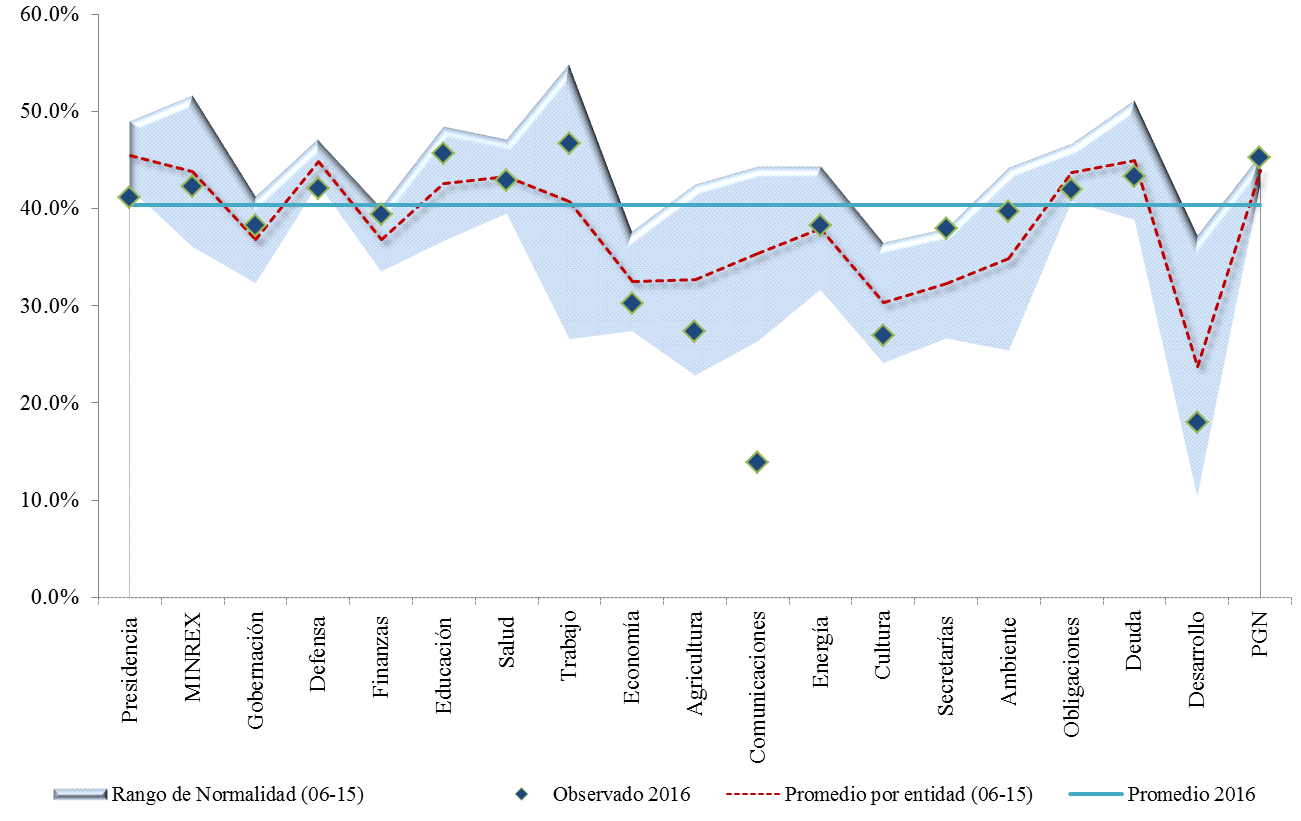 60.0%
50.0%
40.0%
30.0%
20.0%
10.0%
0.0%
Presidencia
MINREX
Gobernación
Defensa
Finanzas
Educación
Salud
Trabajo
Economía
Agricultura
Comunicaciones
Energía
Cultura
Secretarías
Ambiente
Obligaciones
Deuda
Desarrollo
PGN
Rango de Normalidad (06-15)
Observado 2016
Promedio por entidad (06-15)
Promedio 2016